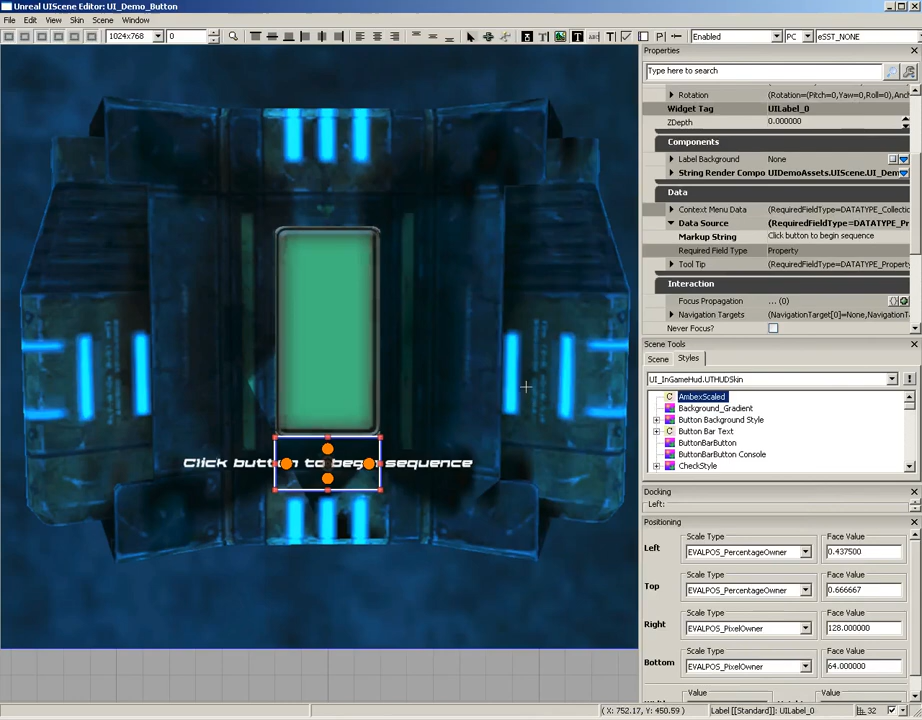 Unreal UIScene Editor: UI_Demo_Button
File Edit View Skin Scene Window
1024x768 0 Enabled PC eSST_NONE
Properties
Type here to search
Rotation (Rotation=(Pitch=0,Yaw=0,Roll=0),Anch
Widget Tag UILabel_0
ZDepth 0.000000
Components
Label Background None
String Render Compo UIDemoAssets.UIScene.UI_Dem
Data
Context Menu Data (RequiredFieldType=DATATYPE_Collectio
Data Source (RequiredFieldType=DATATYPE_Pr
Markup String Click button to begin sequence
Required Field Type Property
Tool Tip (RequiredFieldType=DATATYPE_Property
Interaction
Focus Propagation ... (0)
Navigation Targets (NavigationTarget[0]=None,NavigationTa
Never Focus?
Scene Tools
Scene Styles
UI_InGameHud.UTHUDSkin
C AmbexScaled
Background_Gradient
Button Background Style
C Button Bar Text
ButtonBarButton
ButtonBarButton Console
CheckStyle
Click button to begin sequence
Docking
Left:
Positioning
Scale Type Face Value
Left EVALPOS_PercentageOwner 0.437500
Scale Type Face Value
Top EVALPOS_PercentageOwner 0.666667
Scale Type Face Value
Right EVALPOS_PixelOwner 128.000000
Scale Type Face Value
Bottom EVALPOS_PixelOwner 64.000000
Value Value
(X: 752.17, Y: 450.59) Label [[Standard]]: UILabel_0 32